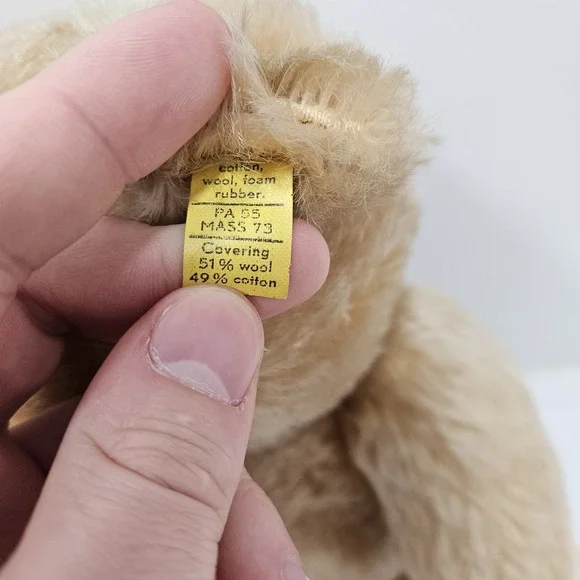 cotton,
wool, foam
rubber.
PA 55
MASS 73
Covering
51% wool
49% cotton